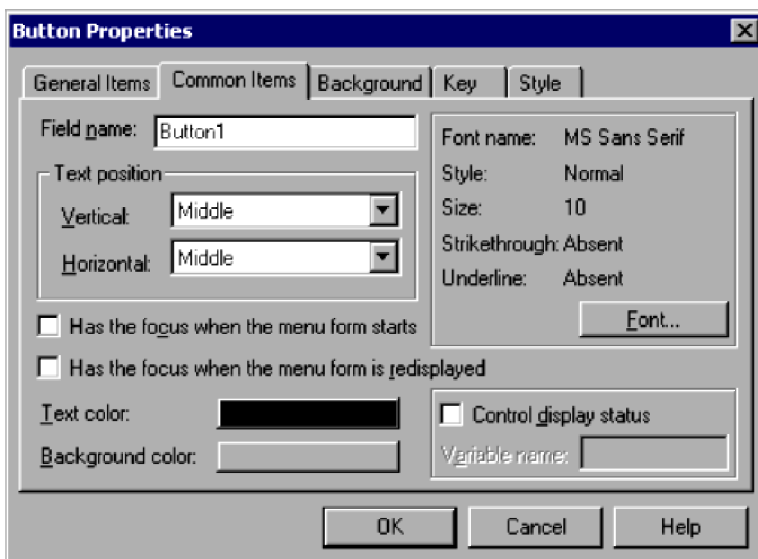 Button Properties
General Items Common Items Background Key Style
Field name: Button1
Text position
Vertical: Middle
Horizontal: Middle
Has the focus when the menu form starts
Has the focus when the menu form is redisplayed
Text color:
Background color:
Font name: MS Sans Serif
Style: Normal
Size: 10
Strikethrough: Absent
Underline: Absent
Font...
Control display status
Variable name:
OK Cancel Help